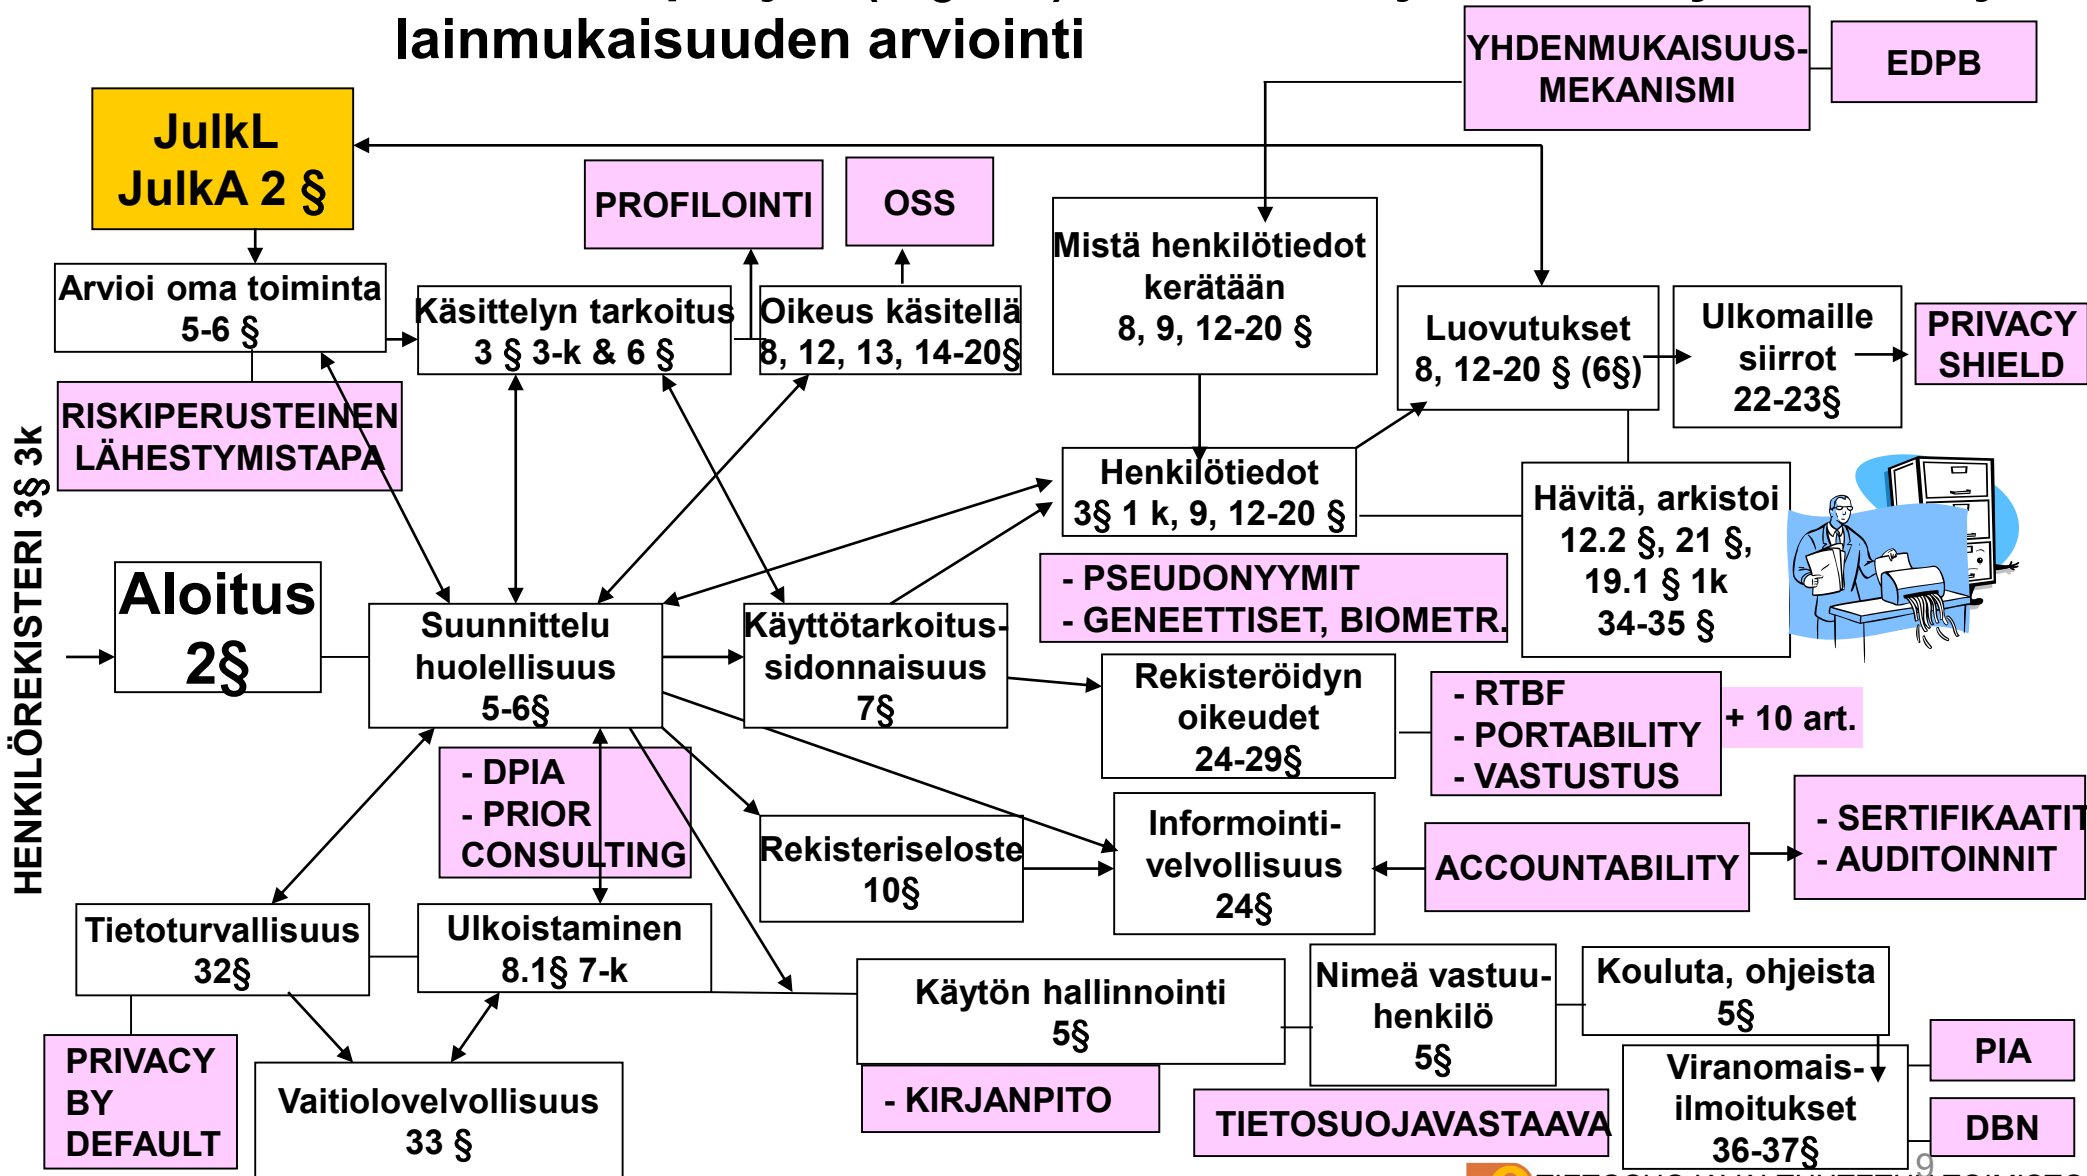 lainmukaisuuden arviointi
YHDENMUKAISUUS-
MEKANISMI
EDPB
JulkL
JulkA 2 §
PROFILOINTI
OSS
Mistä henkilötiedot
kerätään
8, 9, 12-20 §
Arvioi oma toiminta
5-6 §
Käsittelyn tarkoitus
3 § 3-k & 6 §
Oikeus käsitellä
8, 12, 13, 14-20§
Luovutukset
8, 12-20 § (6§)
Ulkomaille
siirrot
22-23§
PRIVACY
SHIELD
RISKIPERUSTEINEN
LÄHESTYMISTAPA
HENKILÖREKISTERI 3§ 3k
Henkilötiedot
3§ 1 k, 9, 12-20 §
Hävitä, arkistoi
12.2 §, 21 §,
19.1 § 1k
34-35 §
- PSEUDONYYMIT
- GENEETTISET, BIOMETR.
Aloitus
2§
Suunnittelu
huolellisuus
5-6§
Käyttötarkoitus-
sidonnaisuus
7§
Rekisteröidyn
oikeudet
24-29§
- RTBF
- PORTABILITY
- VASTUSTUS
+ 10 art.
- DPIA
- PRIOR
CONSULTING
Rekisteriseloste
10§
Informointi-
velvollisuus
24§
ACCOUNTABILITY
- SERTIFIKAATIT
- AUDITOINNIT
Tietoturvallisuus
32§
Ulkoistaminen
8.1§ 7-k
Käytön hallinnointi
5§
Nimeä vastuu-
henkilö
5§
Kouluta, ohjeista
5§
PRIVACY
BY
DEFAULT
Vaitiolovelvollisuus
33 §
- KIRJANPITO
TIETOSUOJAVASTAAVA
Viranomais-
ilmoitukset
36-37§
PIA
DBN
9
TIETOSUOJAVALTUUTETUN TOIMISTO